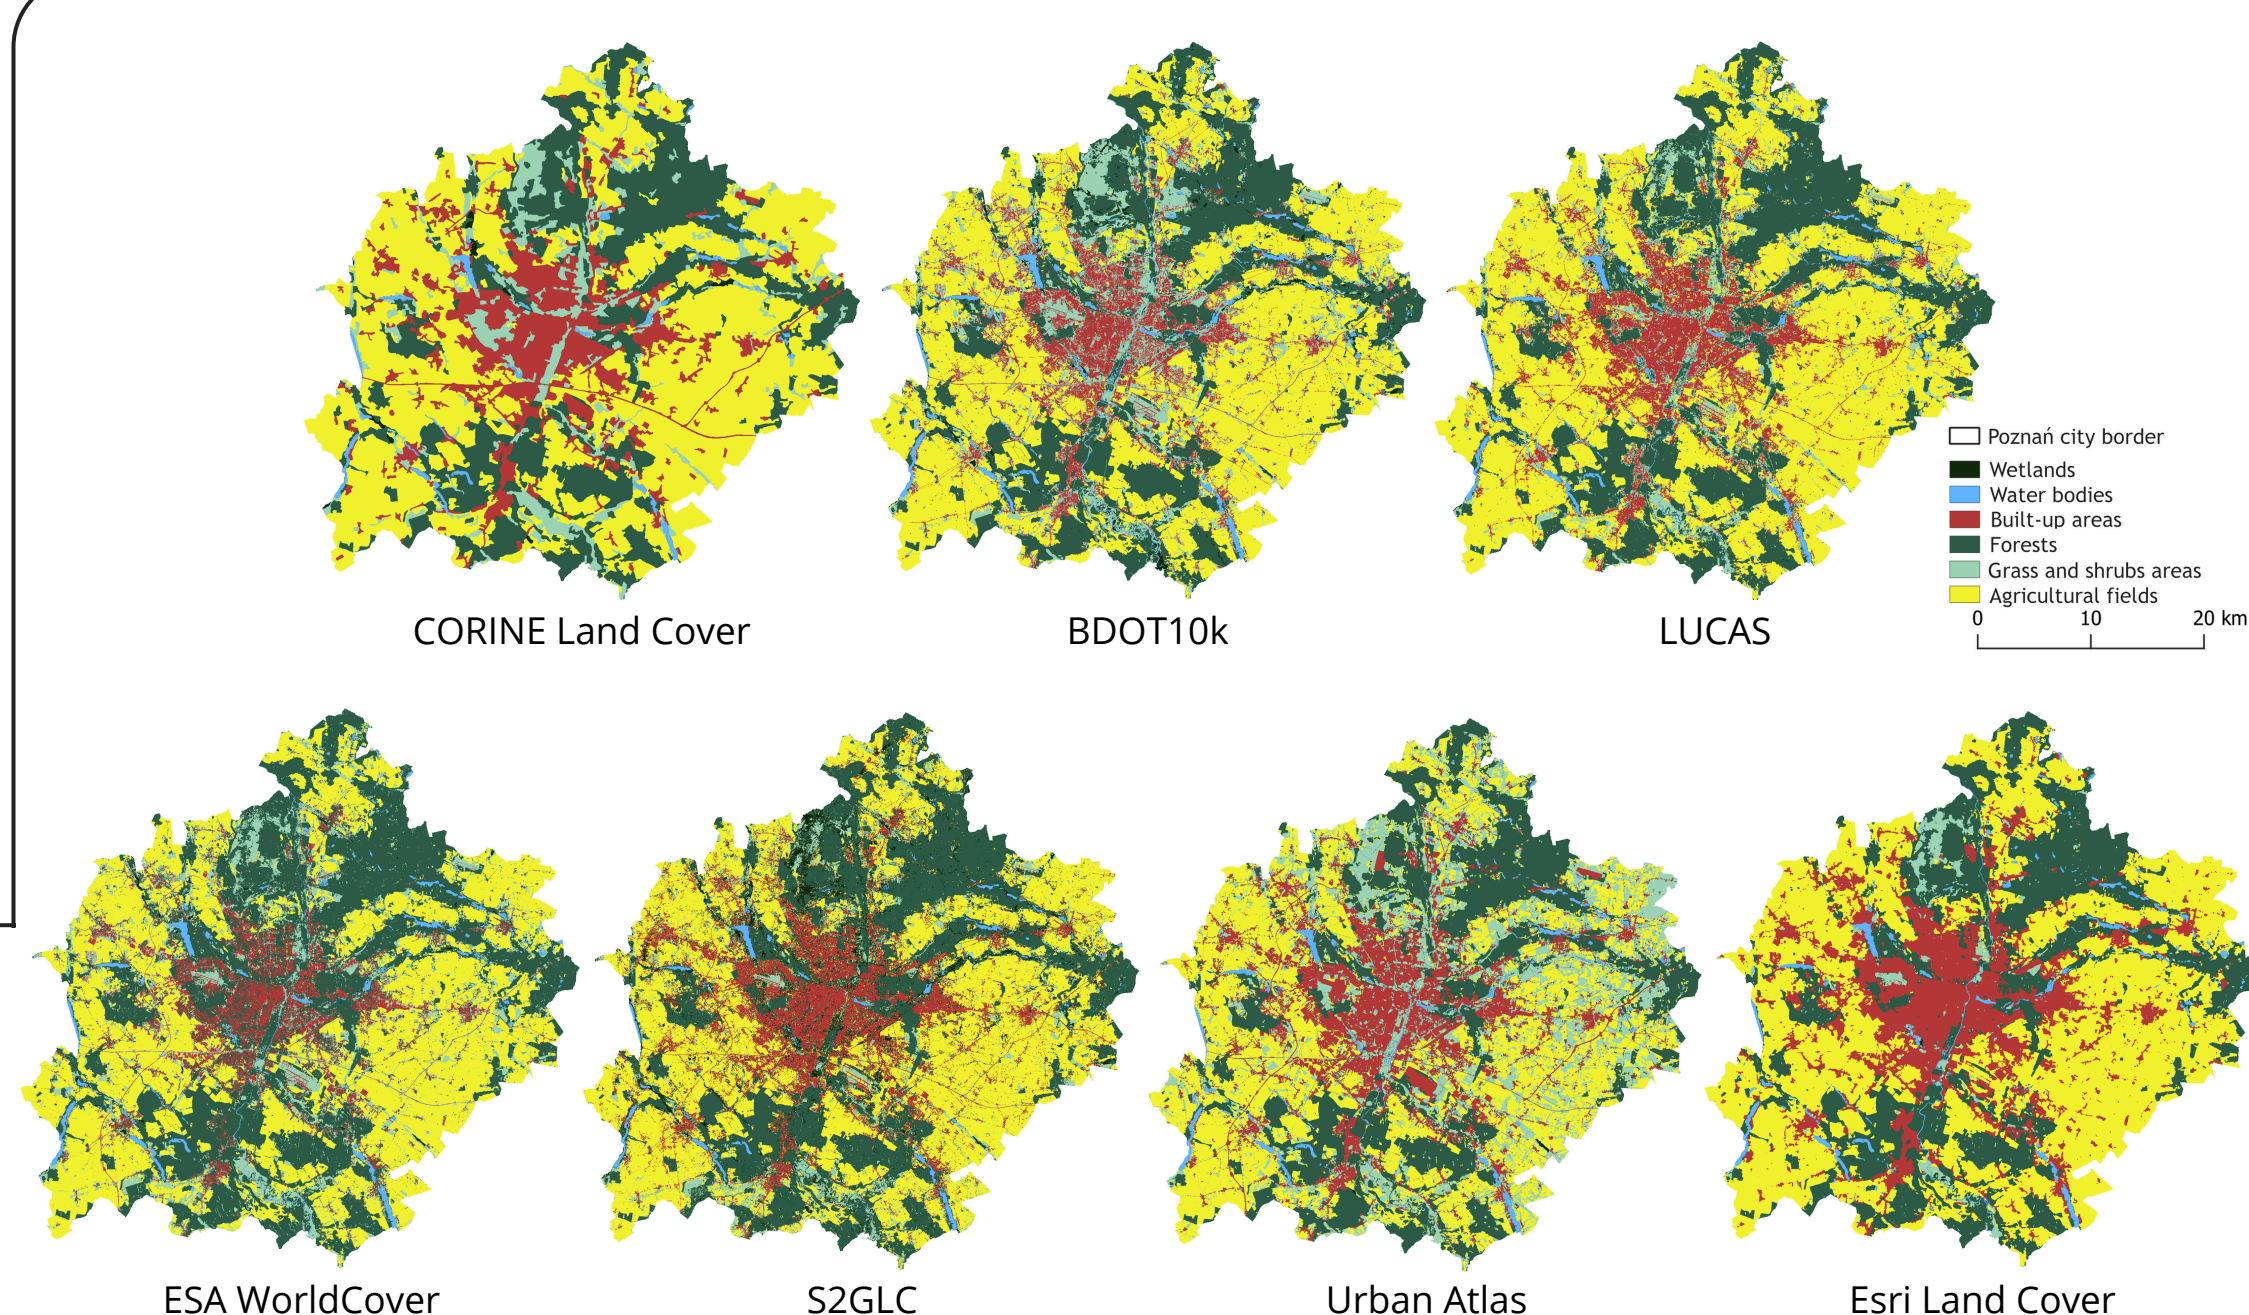 Poznań city border
Wetlands
Water bodies
Built-up areas
Forests
Grass and shrubs areas
Agricultural fields
0 10 20 km
CORINE Land Cover
BDOT10k
LUCAS
ESA WorldCover
S2GLC
Urban Atlas
Esri Land Cover